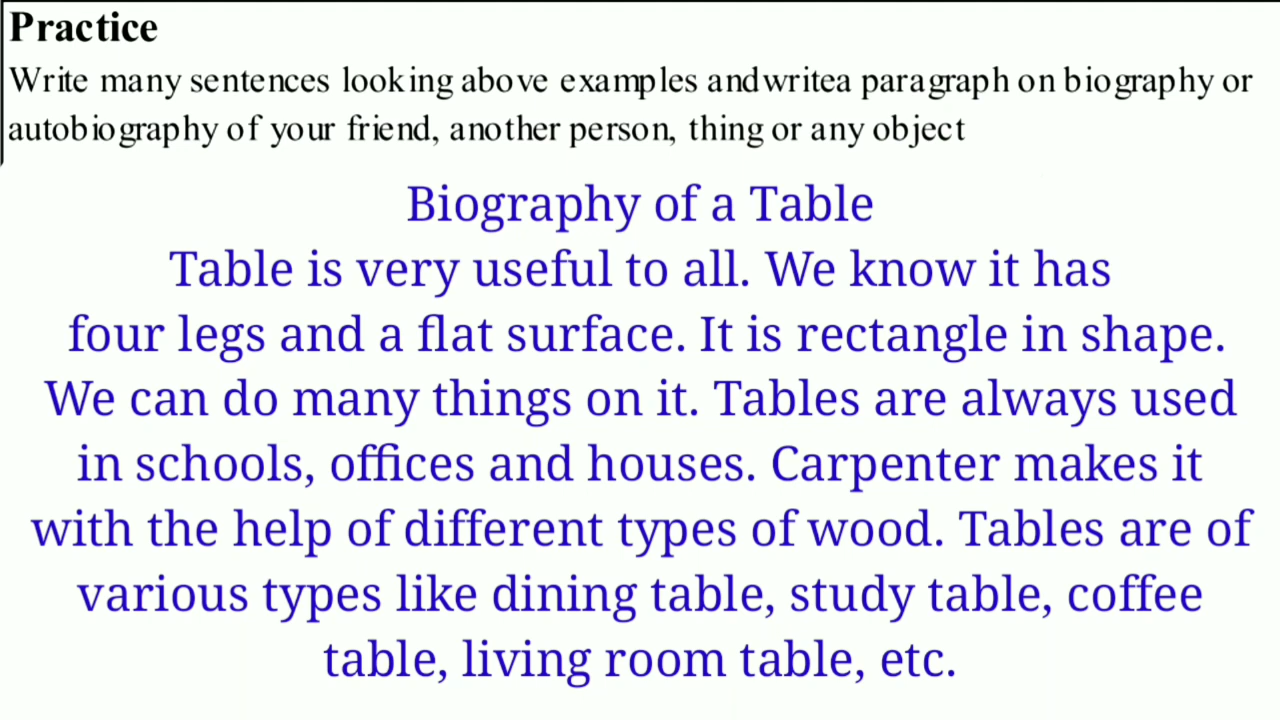 Practice
Write many sentences looking above examples andwritea paragraph on biography or
autobiography of your friend, another person, thing or any object
Biography of a Table
Table is very useful to all. We know it has
four legs and a flat surface. It is rectangle in shape.
We can do many things on it. Tables are always used
in schools, offices and houses. Carpenter makes it
with the help of different types of wood. Tables are of
various types like dining table, study table, coffee
table, living room table, etc.